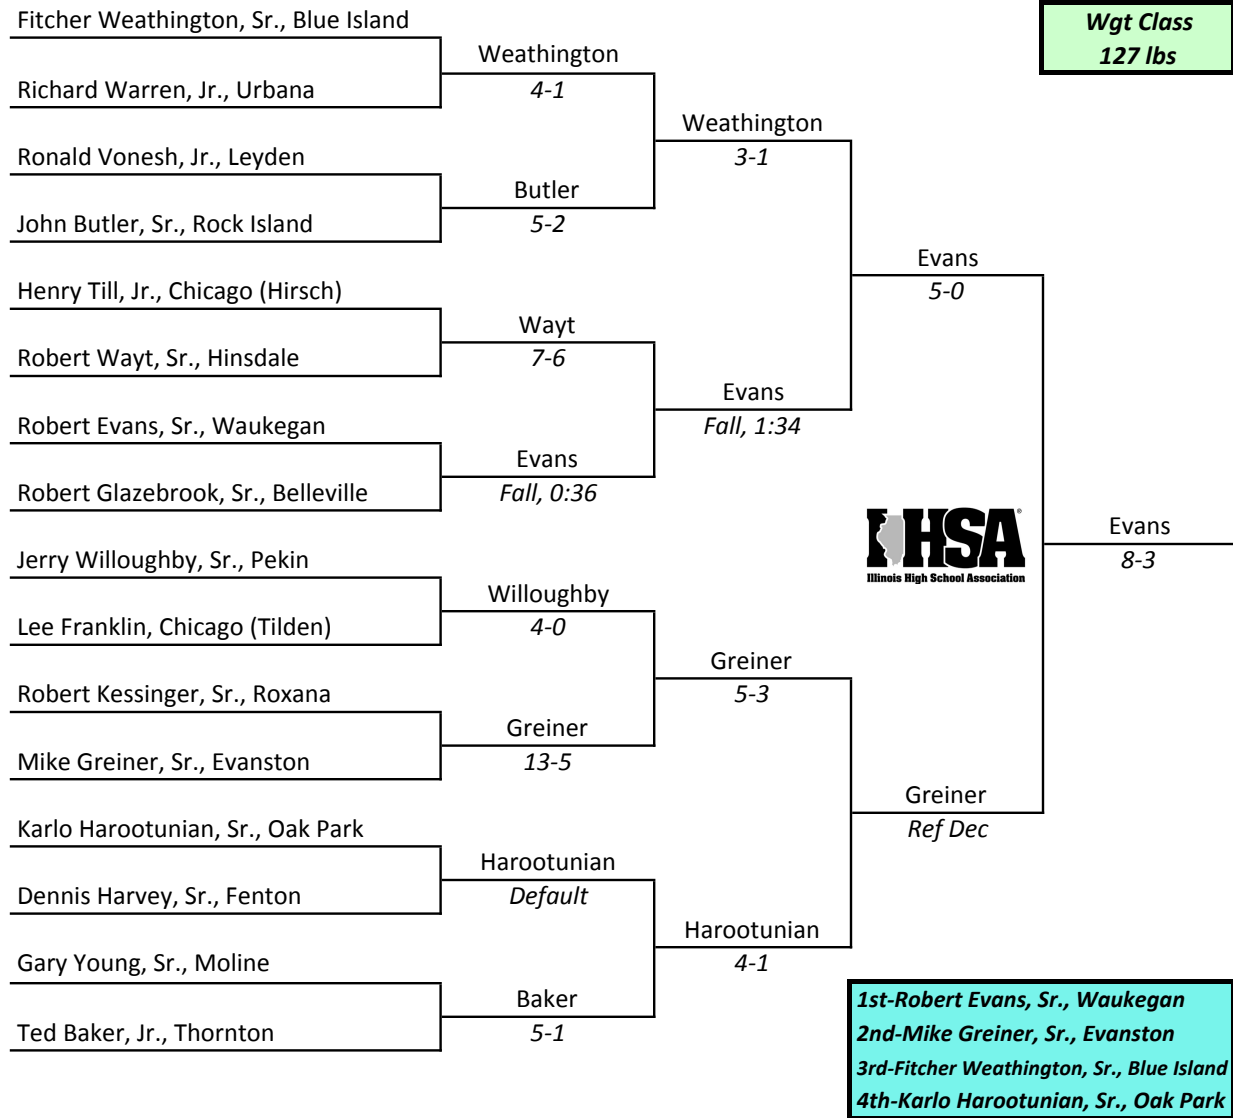 Fitcher Weathington, Sr., Blue Island
Wgt Class
127 lbs
Weathington
4-1
Richard Warren, Jr., Urbana
Weathington
3-1
Ronald Vonesh, Jr., Leyden
Butler
5-2
John Butler, Sr., Rock Island
Evans
5-0
Henry Till, Jr., Chicago (Hirsch)
Wayt
7-6
Robert Wayt, Sr., Hinsdale
Evans
Fall, 1:34
Robert Evans, Sr., Waukegan
Evans
Fall, 0:36
Robert Glazebrook, Sr., Belleville
IHSA
Illinois High School Association
Evans
8-3
Jerry Willoughby, Sr., Pekin
Willoughby
4-0
Lee Franklin, Chicago (Tilden)
Greiner
5-3
Robert Kessinger, Sr., Roxana
Greiner
13-5
Mike Greiner, Sr., Evanston
Greiner
Ref Dec
Karlo Harootunian, Sr., Oak Park
Harootunian
Default
Dennis Harvey, Sr., Fenton
Harootunian
4-1
Gary Young, Sr., Moline
Baker
5-1
Ted Baker, Jr., Thornton
1st-Robert Evans, Sr., Waukegan
2nd-Mike Greiner, Sr., Evanston
3rd-Fitcher Weathington, Sr., Blue Island
4th-Karlo Harootunian, Sr., Oak Park